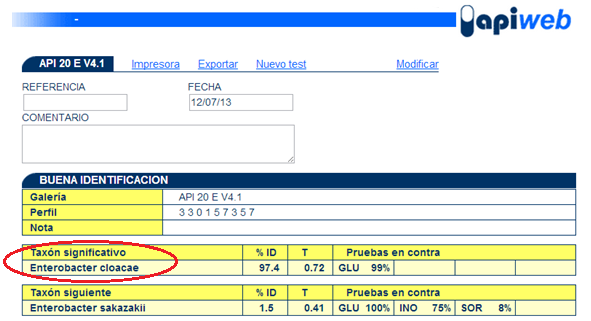 -
apiweb
API 20 E V4.1 Impresora Exportar Nuevo test Modificar
REFERENCIA FECHA
12/07/13
COMENTARIO
BUENA IDENTIFICACION
Galería API 20 E V4.1
Perfil 3 3 0 1 5 7 3 5 7
Nota
Taxón significativo % ID T Pruebas en contra
Enterobacter cloacae 97.4 0.72 GLU 99%
Taxón siguiente % ID T Pruebas en contra
Enterobacter sakazakii 1.5 0.41 GLU 100% INO 75% SOR 8%